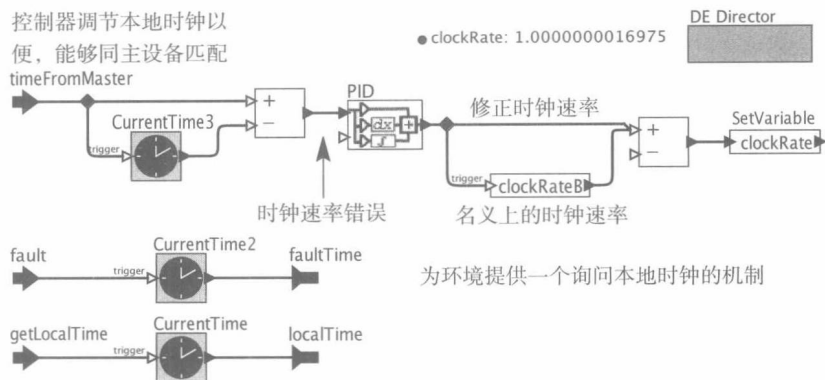 控制器调节本地时钟以
便，能够同主设备匹配
clockRate: 1.0000000016975
DE Director
timeFromMaster
CurrentTime3
trigger
+
−
PID
dx
∫
+
修正时钟速率
+
−
SetVariable
clockRate
trigger
clockRateB
时钟速率错误
名义上的时钟速率
fault
CurrentTime2
trigger
faultTime
为环境提供一个询问本地时钟的机制
getLocalTime
CurrentTime
trigger
localTime